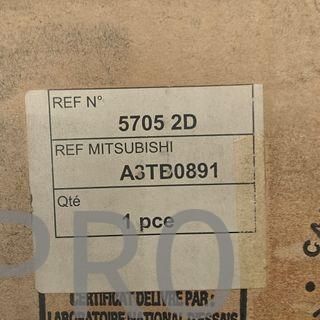 REF N°
5705 2D
REF MITSUBISHI
A3TB0891
Qté
1 pce
PRO
CERTIFICAT DELIVRE PAR:
LABORATOIRE NATIONAL D'ESSAIS